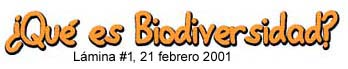 ¿Qué es Biodiversidad?
Lámina #1, 21 febrero 2001